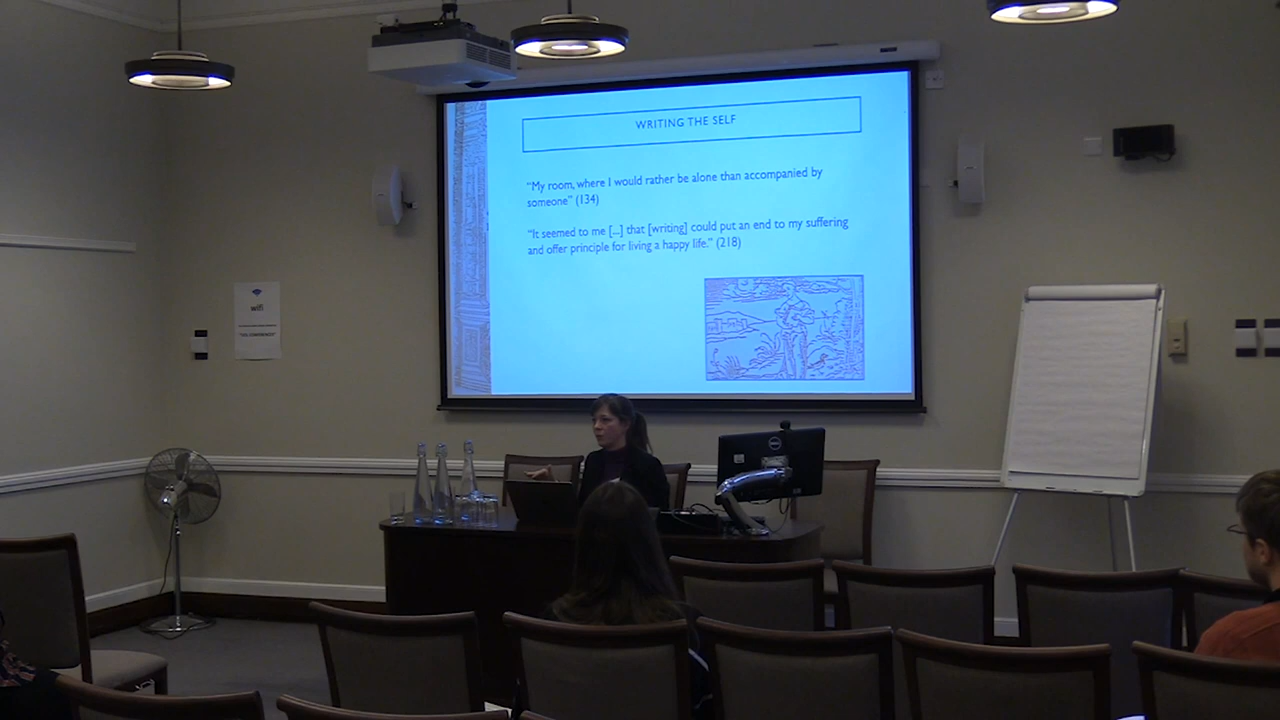 WRITING THE SELF
“My room, where I would rather be alone than accompanied by
someone” (134)
“It seemed to me [...] that [writing] could put an end to my suffering
and offer principle for living a happy life.” (218)
wifi
DELL